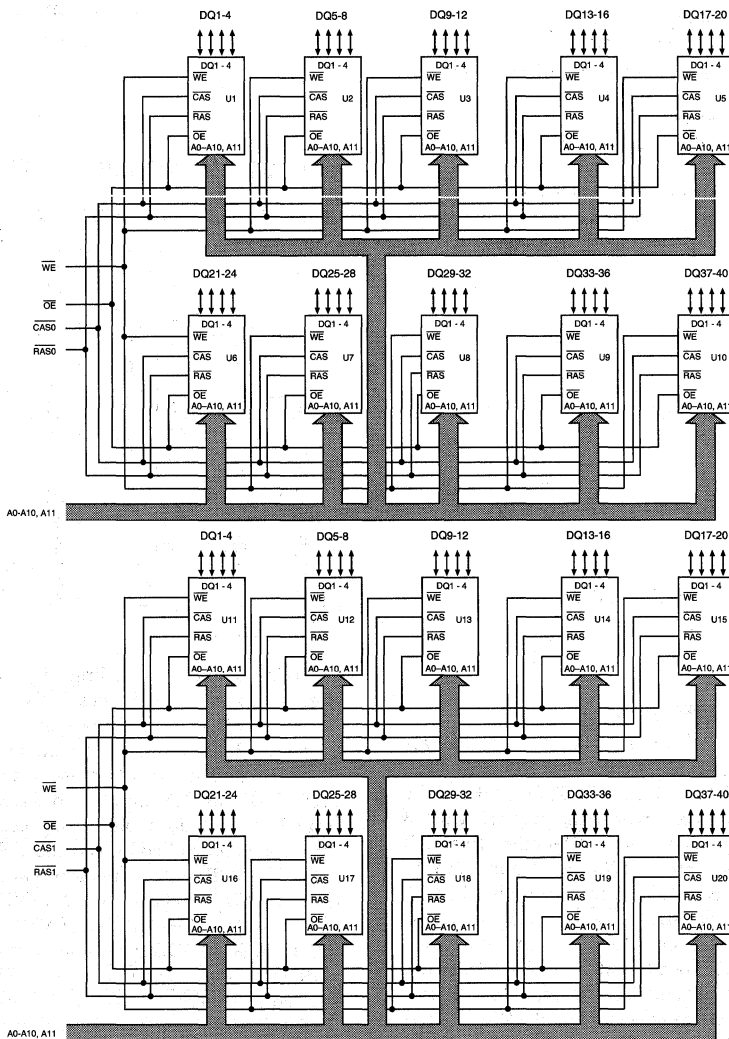 DQ1-4 DQ5-8 DQ9-12 DQ13-16 DQ17-20
DQ1 - 4 DQ1 - 4 DQ1 - 4 DQ1 - 4 DQ1 - 4
WE WE WE WE WE
CAS U1 CAS U2 CAS U3 CAS U4 CAS U5
RAS RAS RAS RAS RAS
OE OE OE OE OE
A0–A10, A11 A0–A10, A11 A0–A10, A11 A0–A10, A11 A0–A10, A11
WE
OE
CAS0
RAS0
DQ21-24 DQ25-28 DQ29-32 DQ33-36 DQ37-40
DQ1 - 4 DQ1 - 4 DQ1 - 4 DQ1 - 4 DQ1 - 4
WE WE WE WE WE
CAS U6 CAS U7 CAS U8 CAS U9 CAS U10
RAS RAS RAS RAS RAS
OE OE OE OE OE
A0–A10, A11 A0–A10, A11 A0–A10, A11 A0–A10, A11 A0–A10, A11
A0-A10, A11
DQ1-4 DQ5-8 DQ9-12 DQ13-16 DQ17-20
DQ1 - 4 DQ1 - 4 DQ1 - 4 DQ1 - 4 DQ1 - 4
WE WE WE WE WE
CAS U11 CAS U12 CAS U13 CAS U14 CAS U15
RAS RAS RAS RAS RAS
OE OE OE OE OE
A0–A10, A11 A0–A10, A11 A0–A10, A11 A0–A10, A11 A0–A10, A11
WE
OE
CAS1
RAS1
DQ21-24 DQ25-28 DQ29-32 DQ33-36 DQ37-40
DQ1 - 4 DQ1 - 4 DQ1 - 4 DQ1 - 4 DQ1 - 4
WE WE WE WE WE
CAS U16 CAS U17 CAS U18 CAS U19 CAS U20
RAS RAS RAS RAS RAS
OE OE OE OE OE
A0–A10, A11 A0–A10, A11 A0–A10, A11 A0–A10, A11 A0–A10, A11
A0-A10, A11